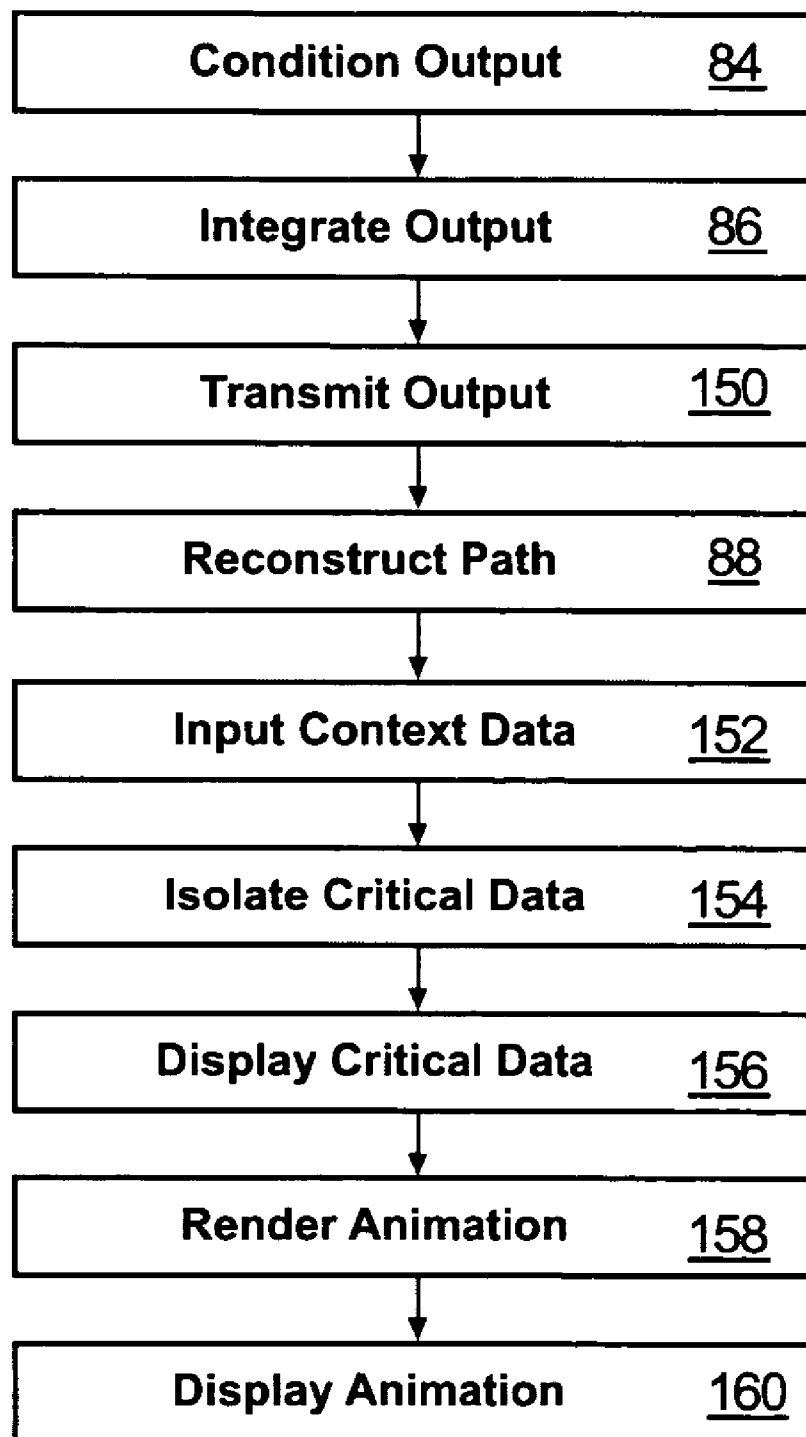 Condition Output 84
Integrate Output 86
Transmit Output 150
Reconstruct Path 88
Input Context Data 152
Isolate Critical Data 154
Display Critical Data 156
Render Animation 158
Display Animation 160